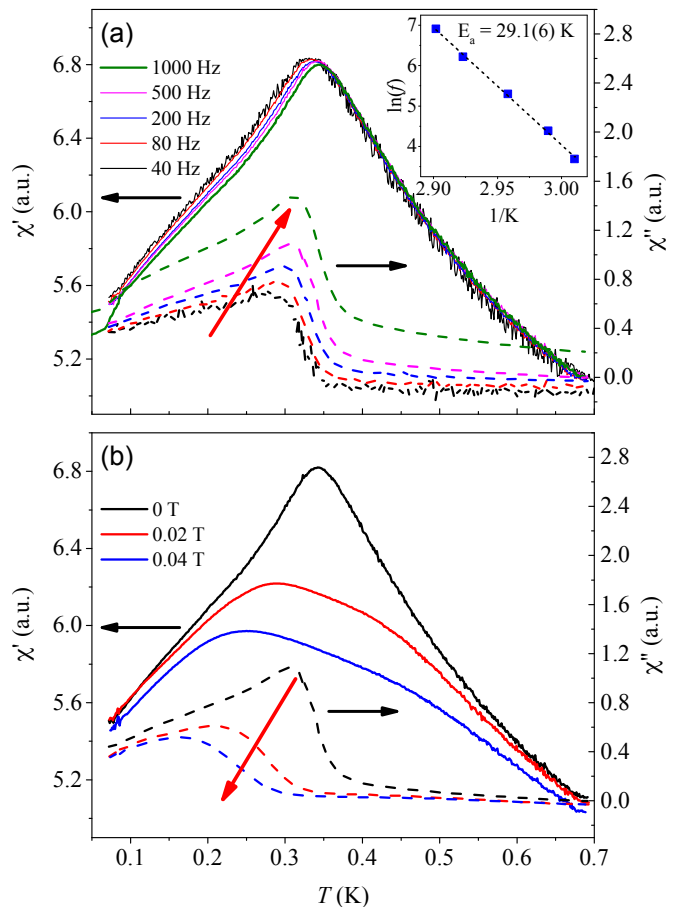 (a)
1000 Hz
500 Hz
200 Hz
80 Hz
40 Hz
χ' (a.u.)
6.8
6.4
6.0
5.6
5.2
E_a = 29.1(6) K
ln(f)
7
6
5
4
2.90
2.95
3.00
1/K
χ'' (a.u.)
2.8
2.4
2.0
1.6
1.2
0.8
0.4
0.0
(b)
0 T
0.02 T
0.04 T
χ' (a.u.)
6.8
6.4
6.0
5.6
5.2
χ'' (a.u.)
2.8
2.4
2.0
1.6
1.2
0.8
0.4
0.0
0.1
0.2
0.3
0.4
0.5
0.6
0.7
T (K)